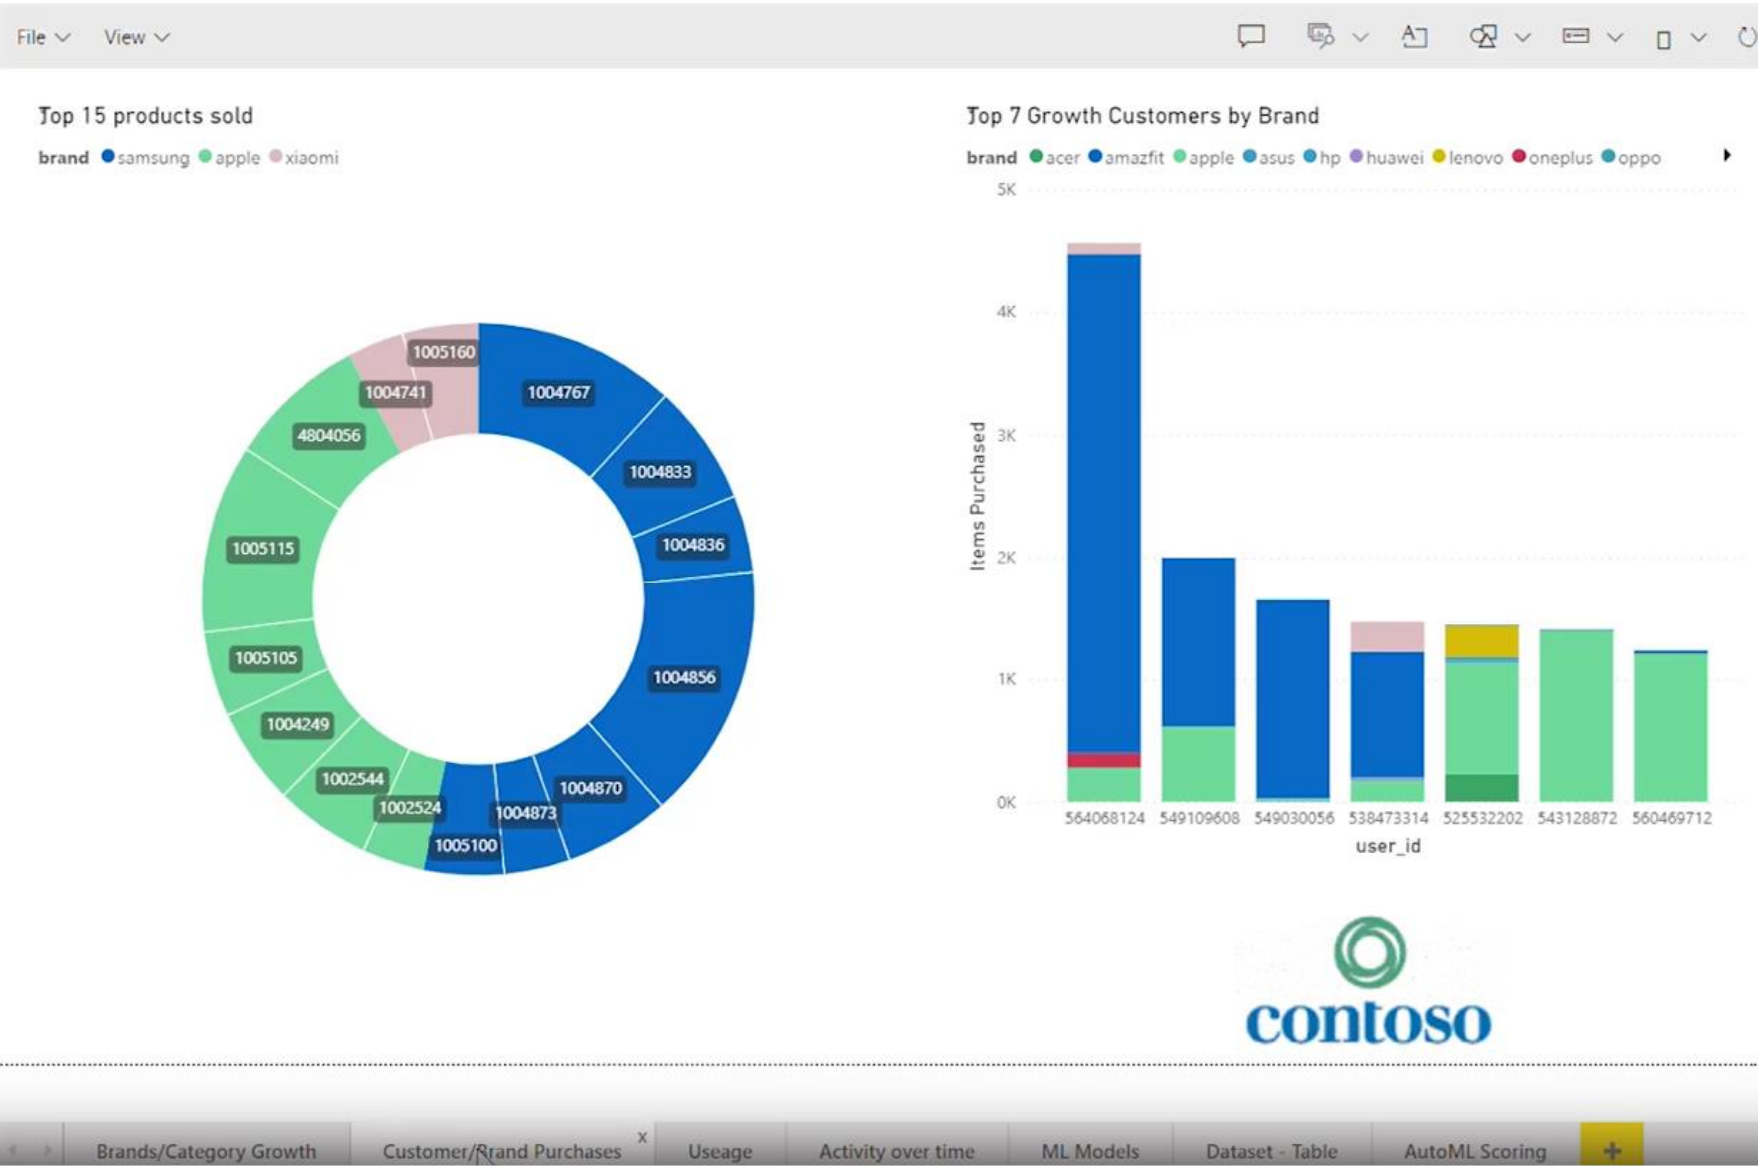 File View
Top 15 products sold
brand samsung apple xiaomi
1005160
1004741
1004767
4804056
1004833
1005115
1004836
1005105
1004856
1004249
1002544
1002524
1004870
1004873
1005100
Top 7 Growth Customers by Brand
brand acer amazfit apple asus hp huawei lenovo oneplus oppo
5K
4K
3K
2K
1K
0K
Items Purchased
564068124 549109608 549030056 538473314 525532202 543128872 560469712
user_id
contoso
Brands/Category Growth Customer/Brand Purchases x Useage Activity over time ML Models Dataset - Table AutoML Scoring +